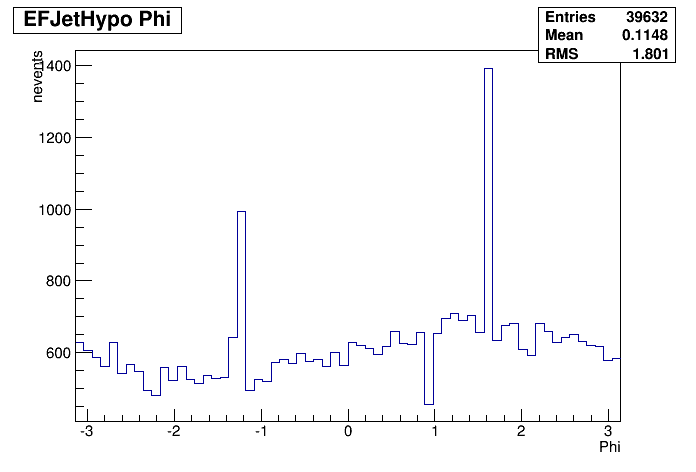 EFJetHypo Phi
Entries 39632
Mean 0.1148
RMS 1.801
nevents
1400
1200
1000
800
600
-3 -2 -1 0 1 2 3
Phi